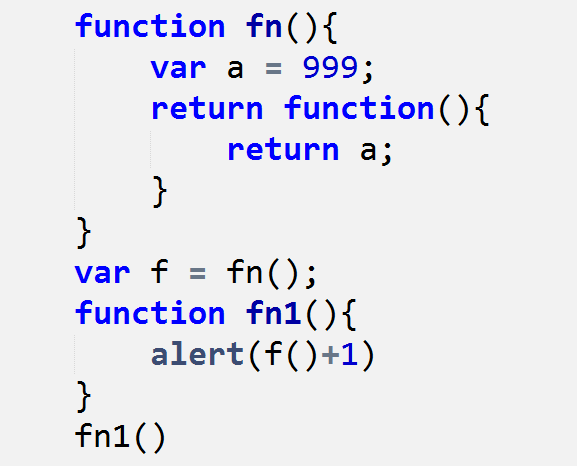 function fn(){
    var a = 999;
    return function(){
        return a;
    }
}
var f = fn();
function fn1(){
    alert(f()+1)
}
fn1()